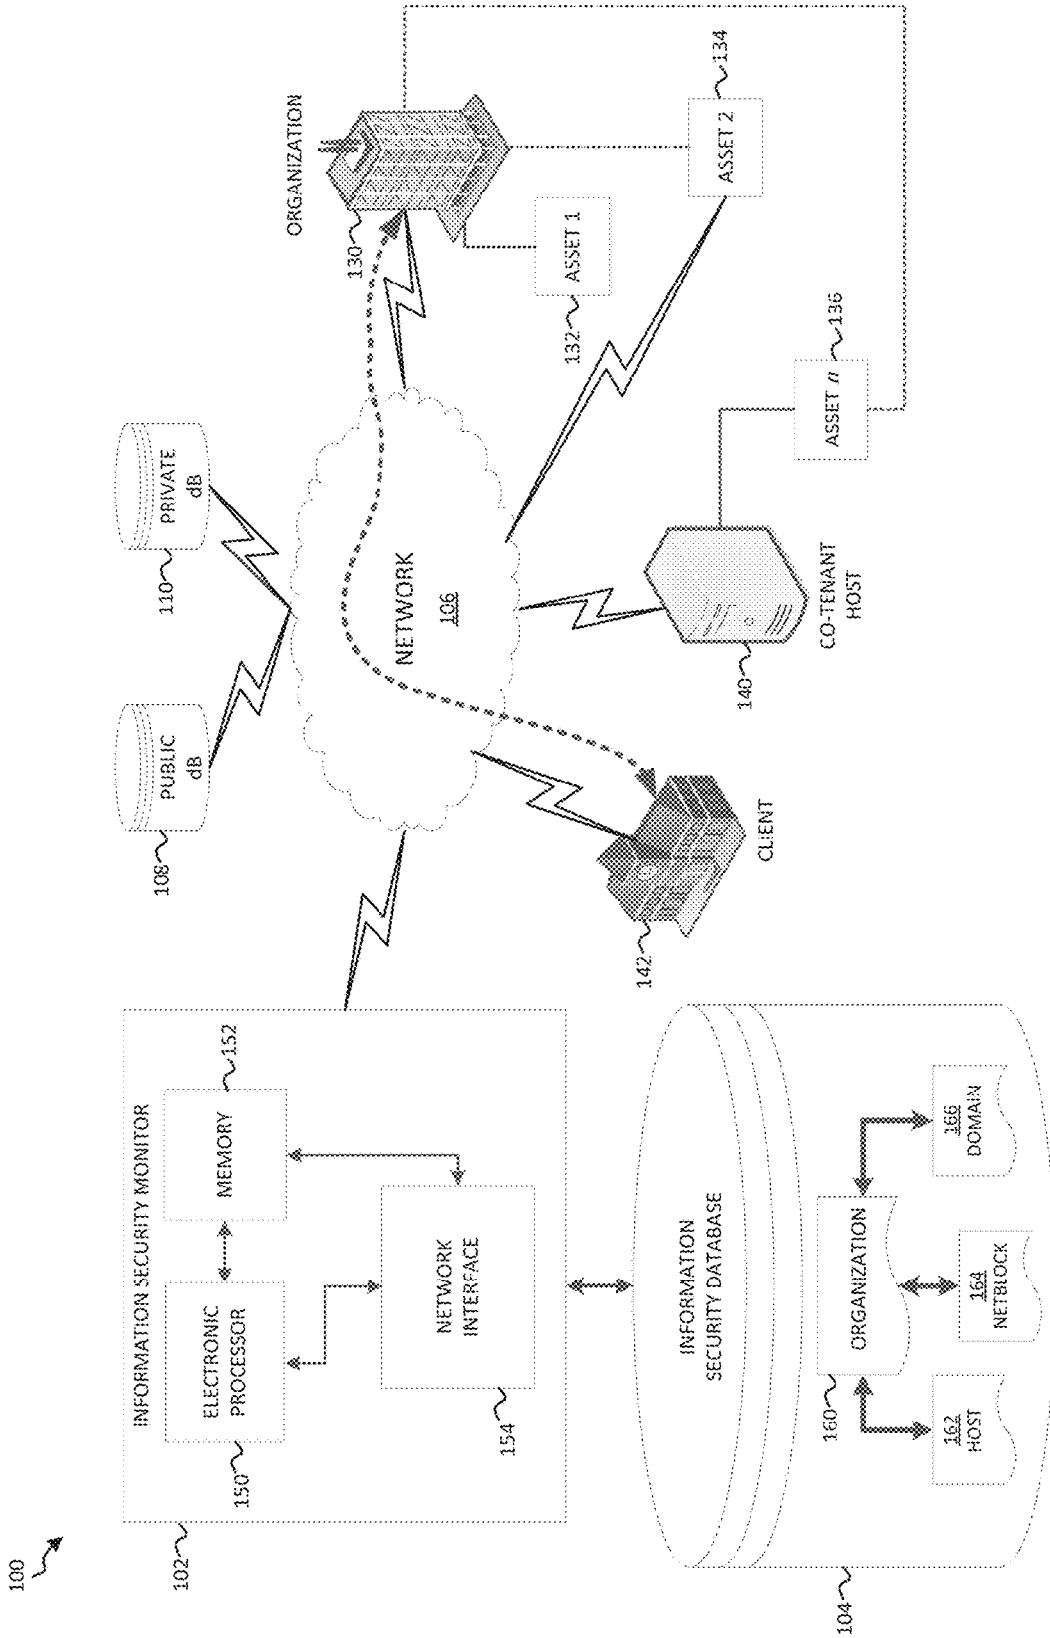 100
102
INFORMATION SECURITY MONITOR
150
ELECTRONIC
PROCESSOR
MEMORY
152
154
NETWORK
INTERFACE
104
INFORMATION
SECURITY DATABASE
160
ORGANIZATION
162
HOST
164
NETBLOCK
166
DOMAIN
108
PUBLIC
dB
110
PRIVATE
dB
NETWORK
106
142
CLIENT
140
CO-TENANT
HOST
ORGANIZATION
130
132
ASSET 1
ASSET 2
134
ASSET n
136